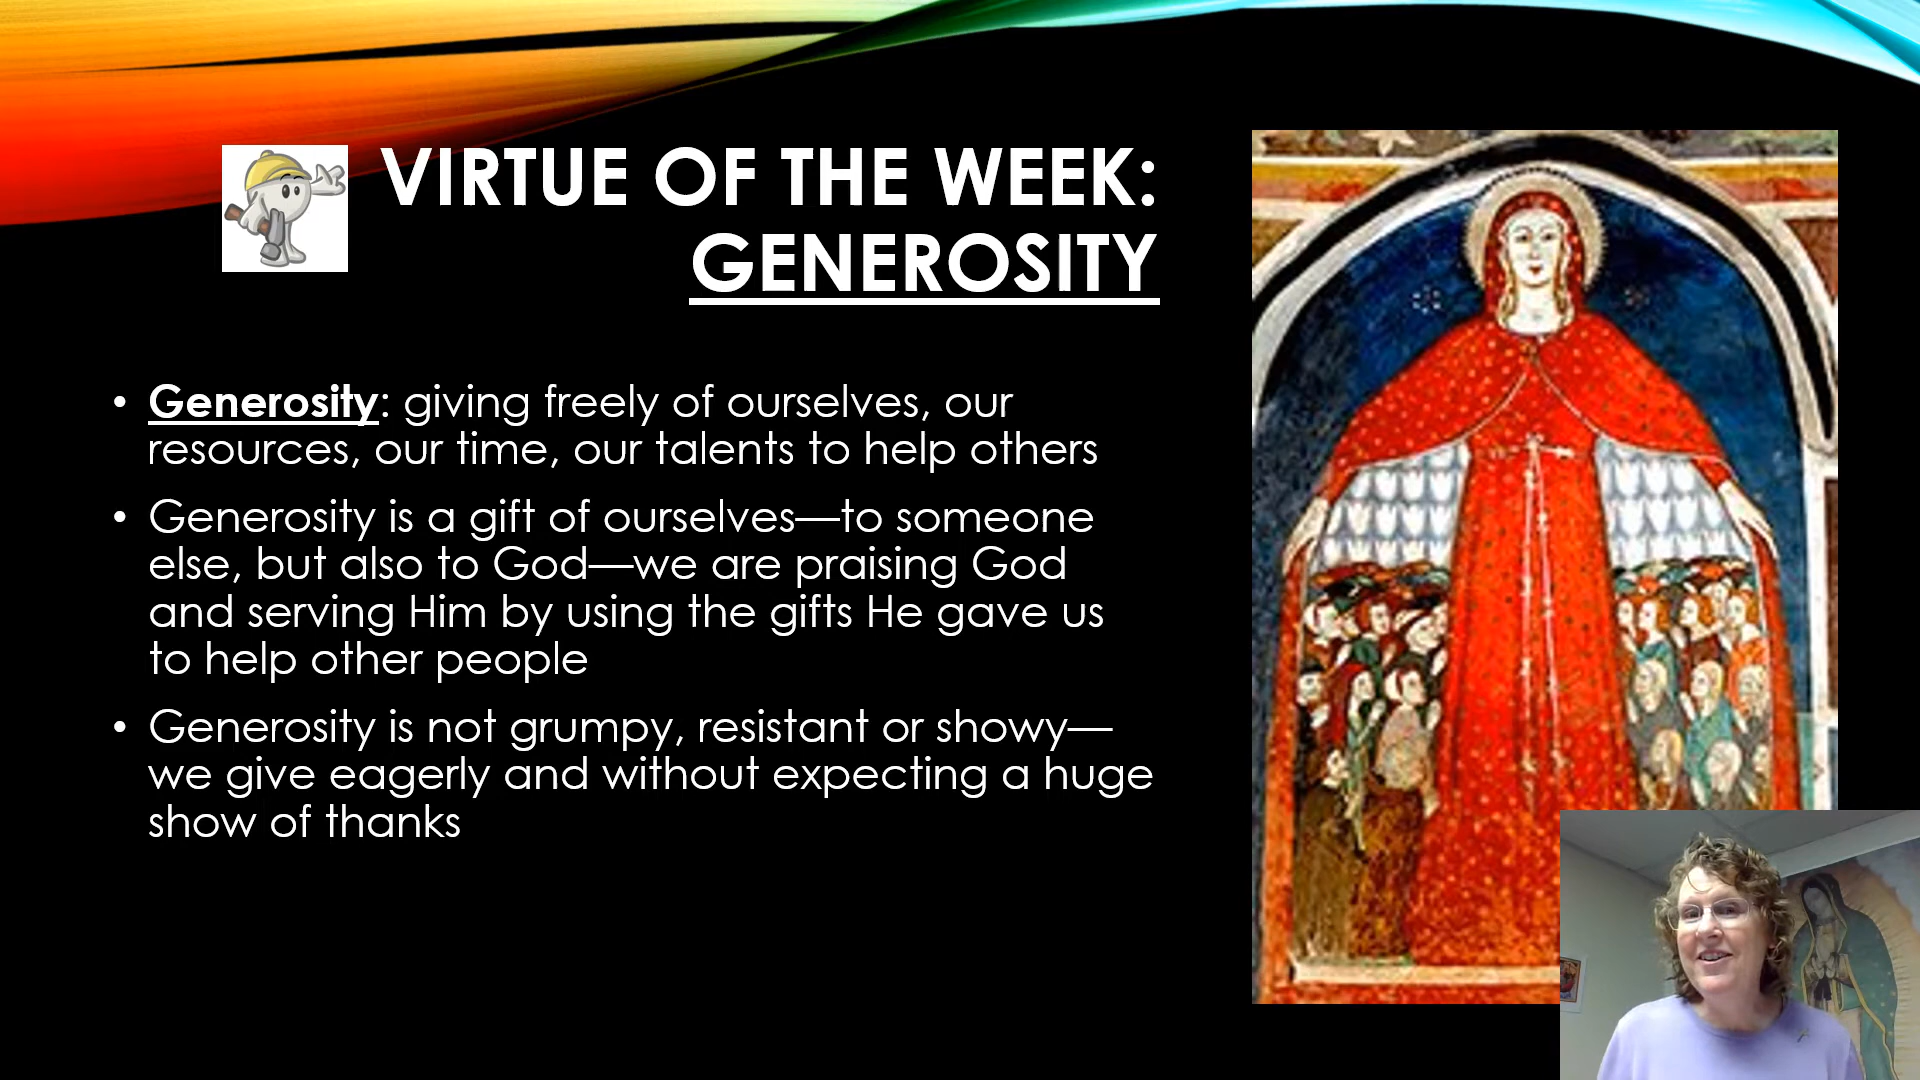 VIRTUE OF THE WEEK:
GENEROSITY
• Generosity: giving freely of ourselves, our
resources, our time, our talents to help others
• Generosity is a gift of ourselves—to someone
else, but also to God—we are praising God
and serving Him by using the gifts He gave us
to help other people
• Generosity is not grumpy, resistant or showy—
we give eagerly and without expecting a huge
show of thanks